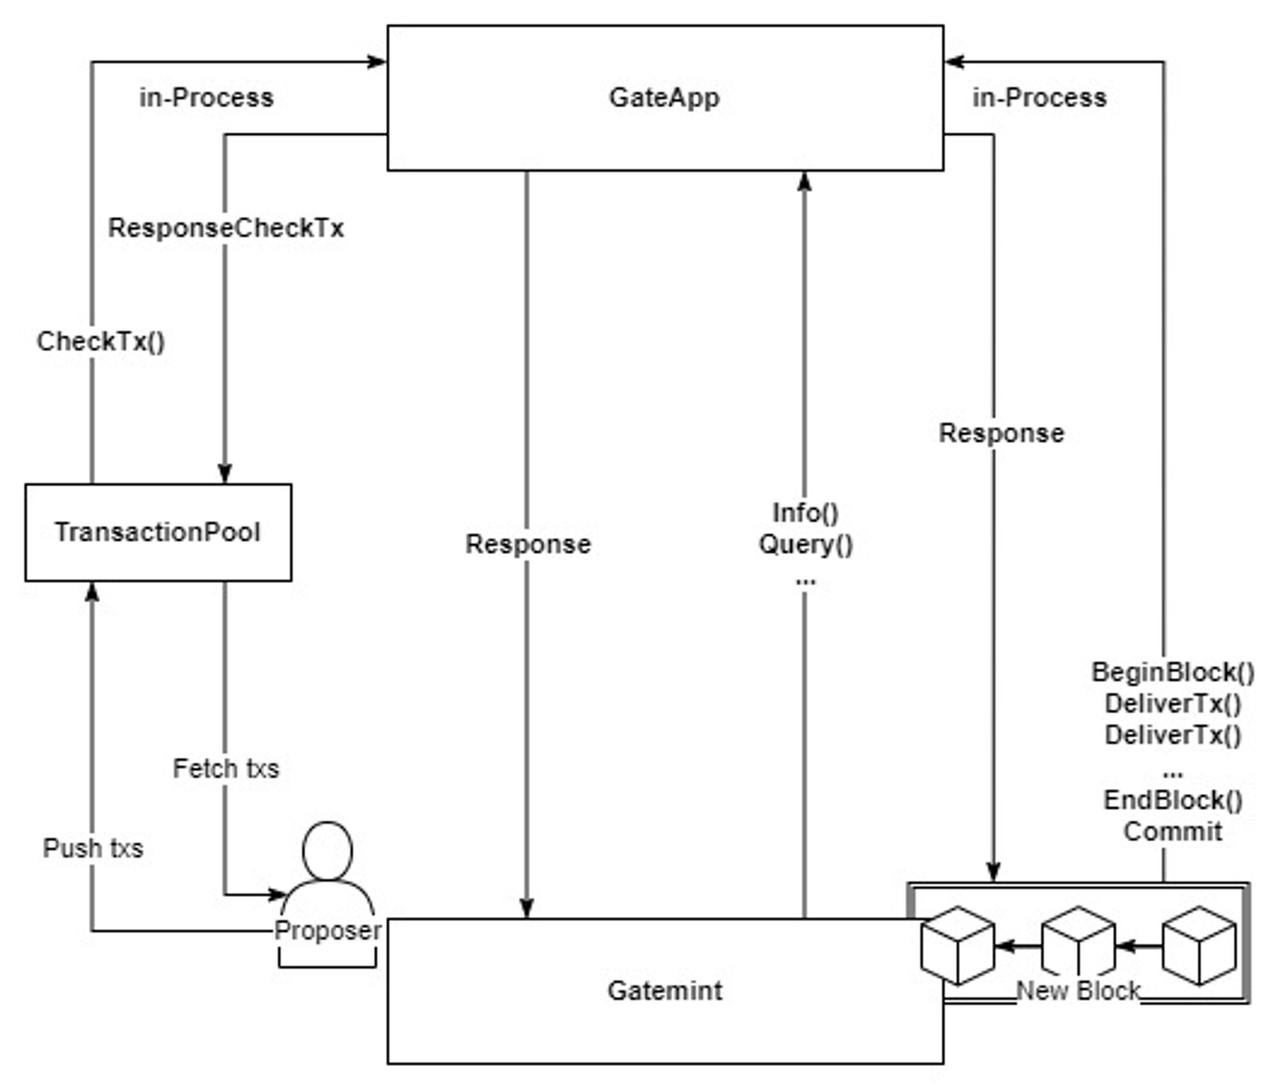 GateApp
in-Process
in-Process
ResponseCheckTx
CheckTx()
Response
TransactionPool
Info()
Query()
...
Response
BeginBlock()
DeliverTx()
DeliverTx()
...
EndBlock()
Commit
Fetch txs
Push txs
Proposer
Gatemint
New Block